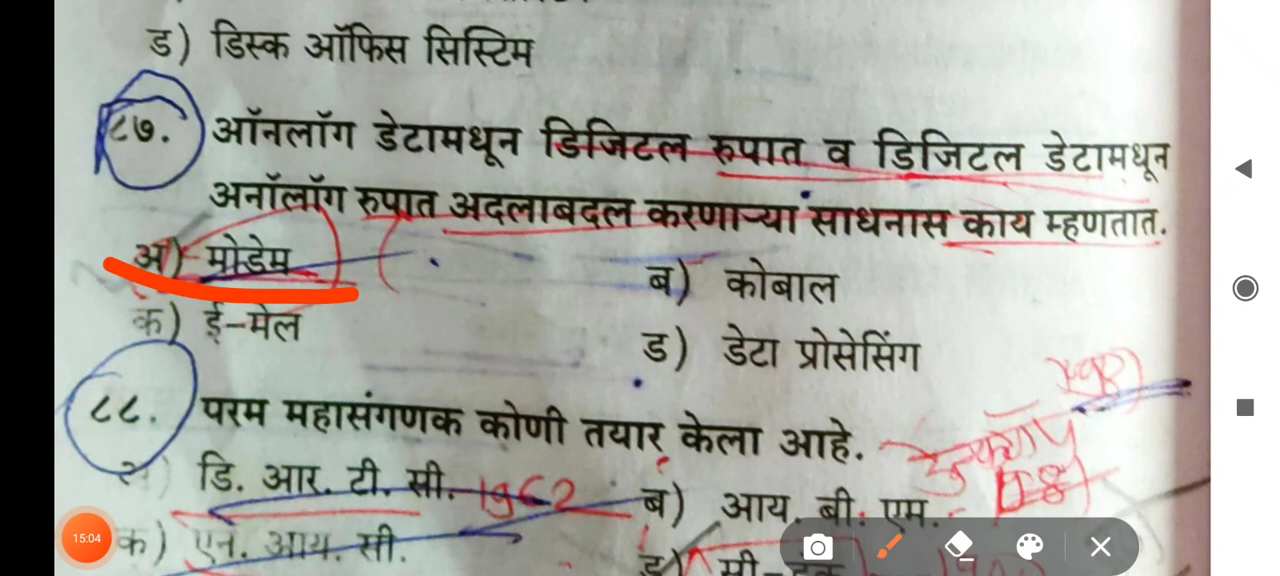 ड) डिस्क ऑफिस सिस्टिम
८७. ऑनलॉग डेटामधून डिजिटल रुपात व डिजिटल डेटामधून
अनॉलॉग रुपात अदलाबदल करणाऱ्या साधनास काय म्हणतात.
अ) मोडेम
ब) कोबाल
क) ई-मेल
ड) डेटा प्रोसेसिंग
८८. परम महासंगणक कोणी तयार केला आहे.
डि. आर. टी. सी. 1962
ब) आय. बी. एम.
क) एन. आय. सी.
ड)
15:04